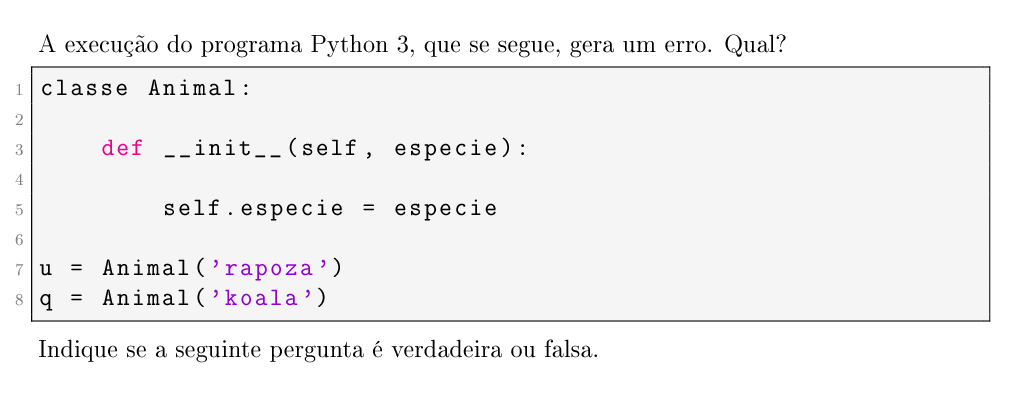 A execução do programa Python 3, que se segue, gera um erro. Qual?
1 classe Animal:
2
3 def __init__(self, especie):
4
5 self.especie = especie
6
7 u = Animal('rapoza')
8 q = Animal('koala')
Indique se a seguinte pergunta é verdadeira ou falsa.